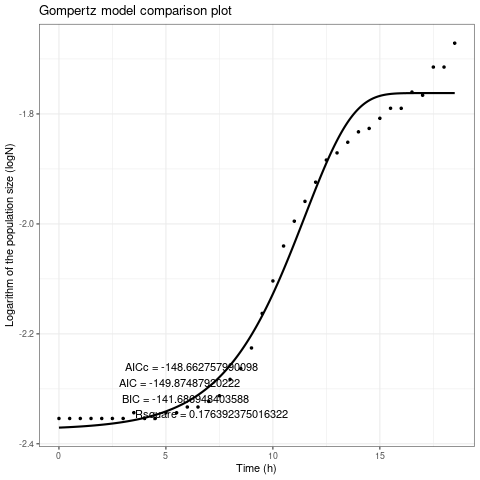 Gompertz model comparison plot
Logarithm of the population size (logN)
-1.8
-2.0
-2.2
-2.4
AICc = -148.662757990098
AIC = -149.87487920222
BIC = -141.686948403588
Rsquare = 0.176392375016322
0
5
10
15
Time (h)